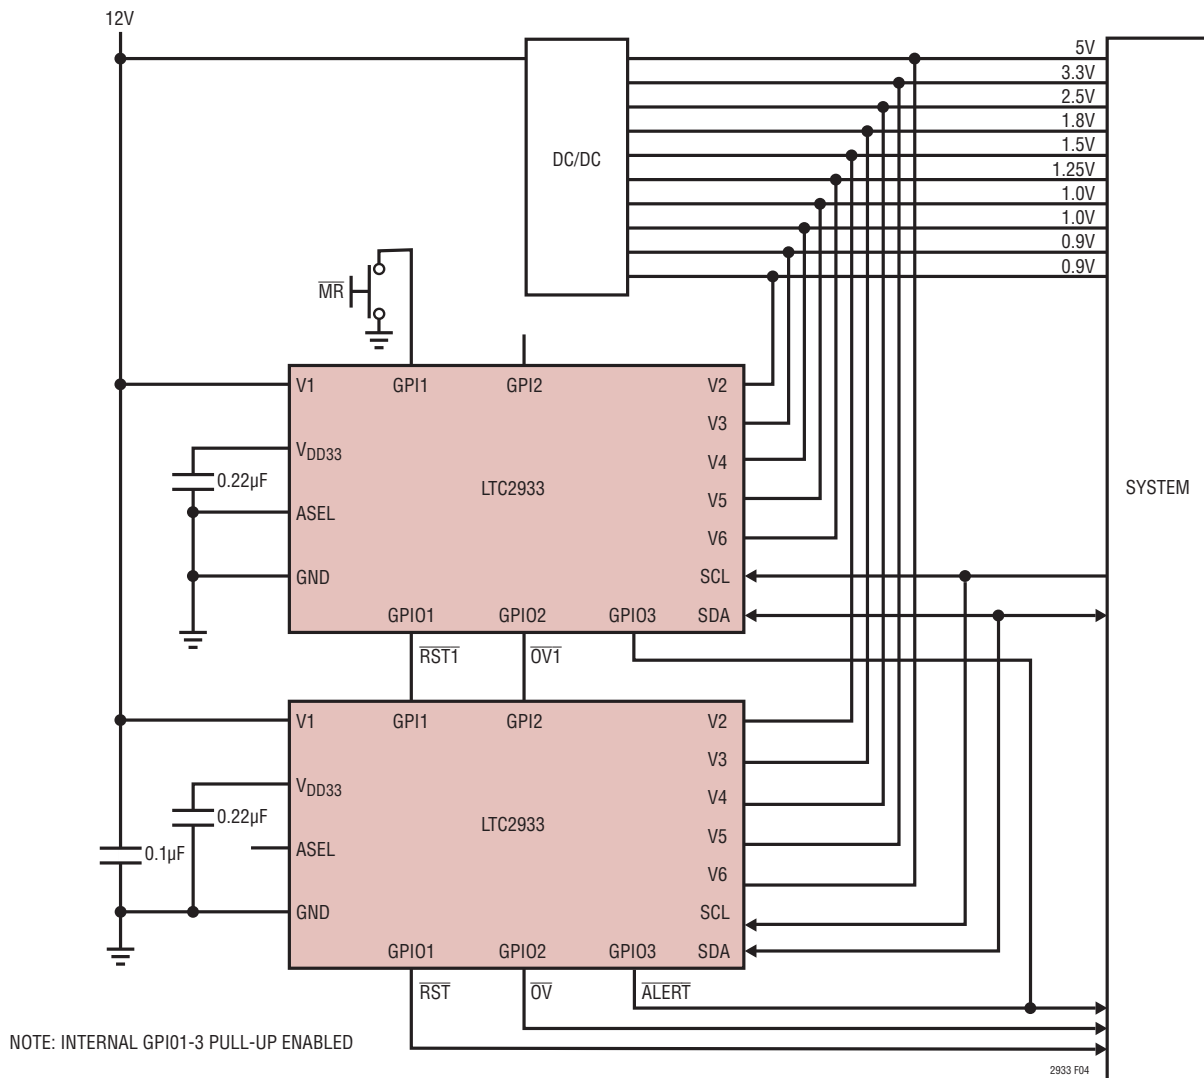 12V
5V
3.3V
2.5V
1.8V
1.5V
1.25V
1.0V
1.0V
0.9V
0.9V
DC/DC
MR
V1
GPI1
GPI2
V2
V3
V4
V5
V6
SCL
SDA
VDD33
0.22µF
ASEL
GND
LTC2933
GPIO1
GPIO2
GPIO3
SYSTEM
RST1
OV1
V1
GPI1
GPI2
V2
V3
V4
V5
V6
SCL
SDA
VDD33
0.22µF
0.1µF
ASEL
GND
LTC2933
GPIO1
GPIO2
GPIO3
RST
OV
ALERT
NOTE: INTERNAL GPI01-3 PULL-UP ENABLED
2933 F04